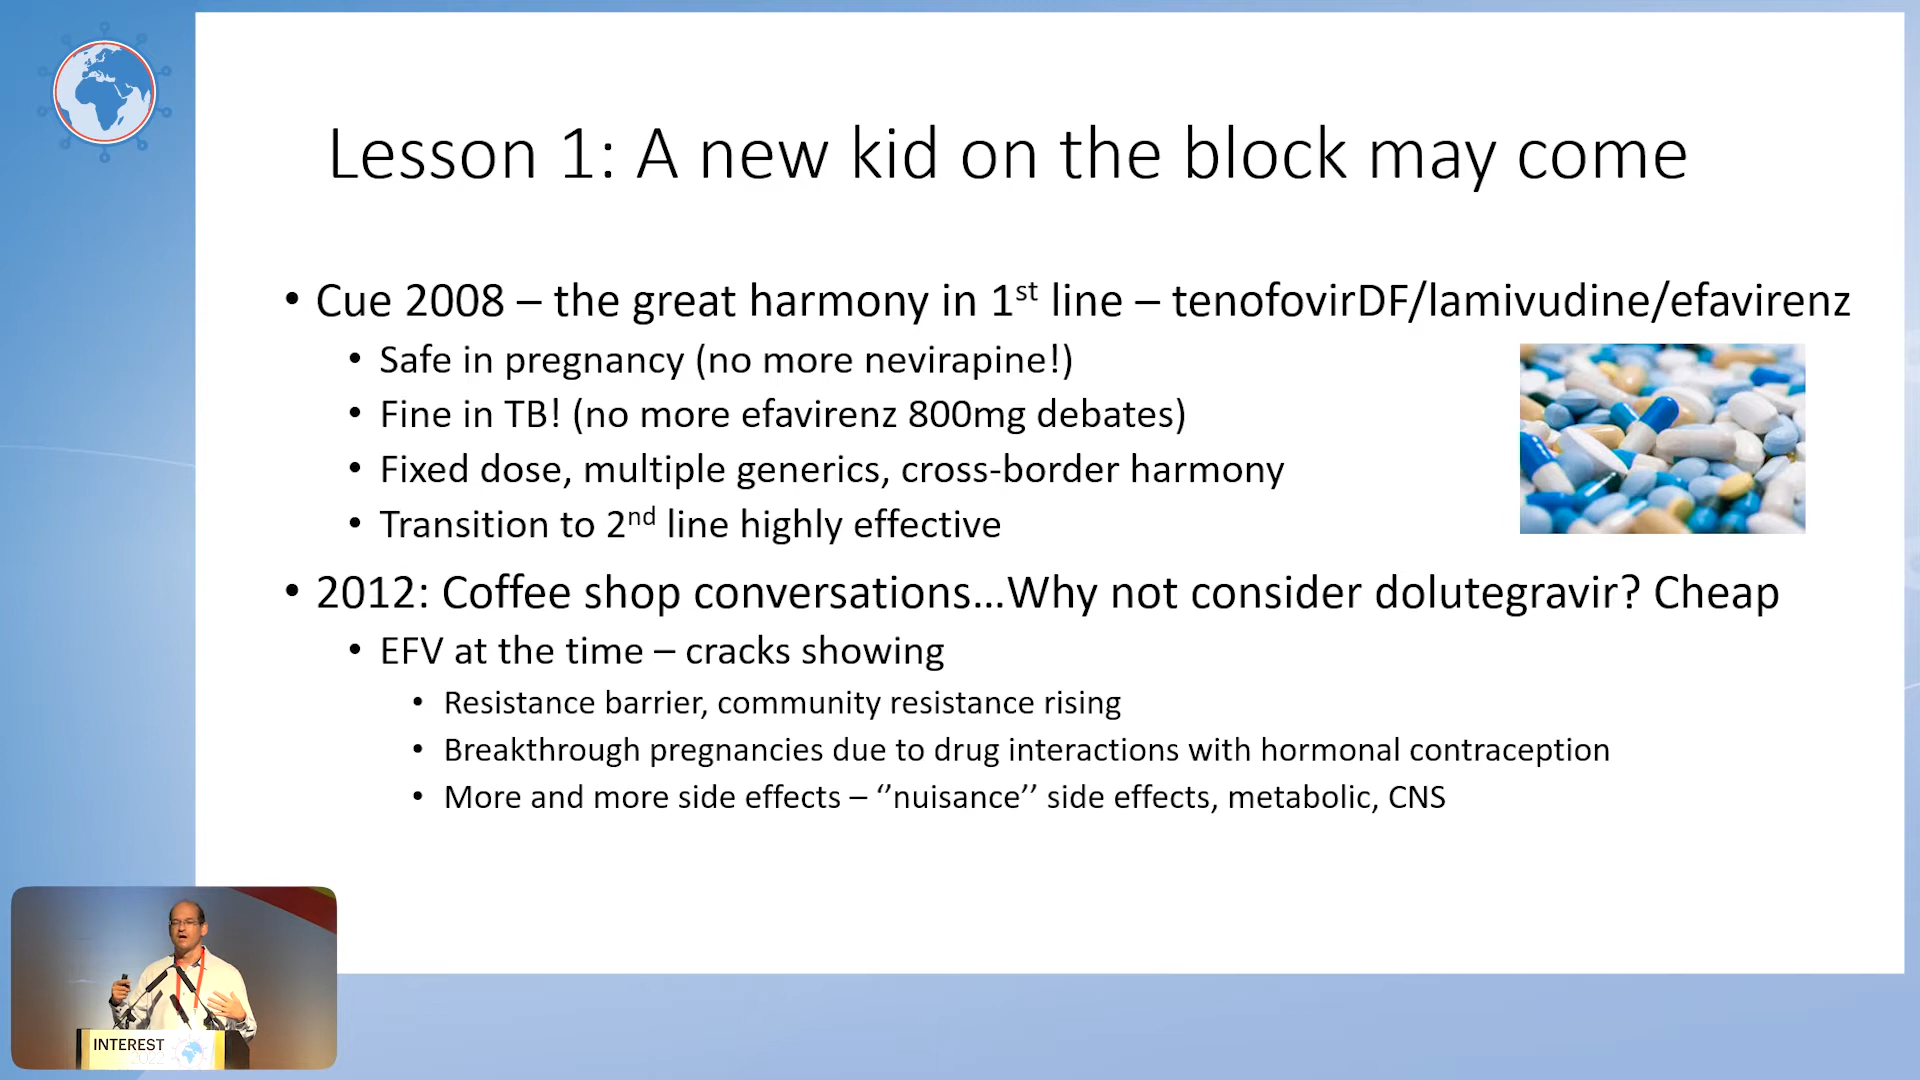 Lesson 1: A new kid on the block may come
• Cue 2008 – the great harmony in 1st line – tenofovirDF/lamivudine/efavirenz
• Safe in pregnancy (no more nevirapine!)
• Fine in TB! (no more efavirenz 800mg debates)
• Fixed dose, multiple generics, cross-border harmony
• Transition to 2nd line highly effective
• 2012: Coffee shop conversations...Why not consider dolutegravir? Cheap
• EFV at the time – cracks showing
• Resistance barrier, community resistance rising
• Breakthrough pregnancies due to drug interactions with hormonal contraception
• More and more side effects – ‘’nuisance’’ side effects, metabolic, CNS
INTEREST